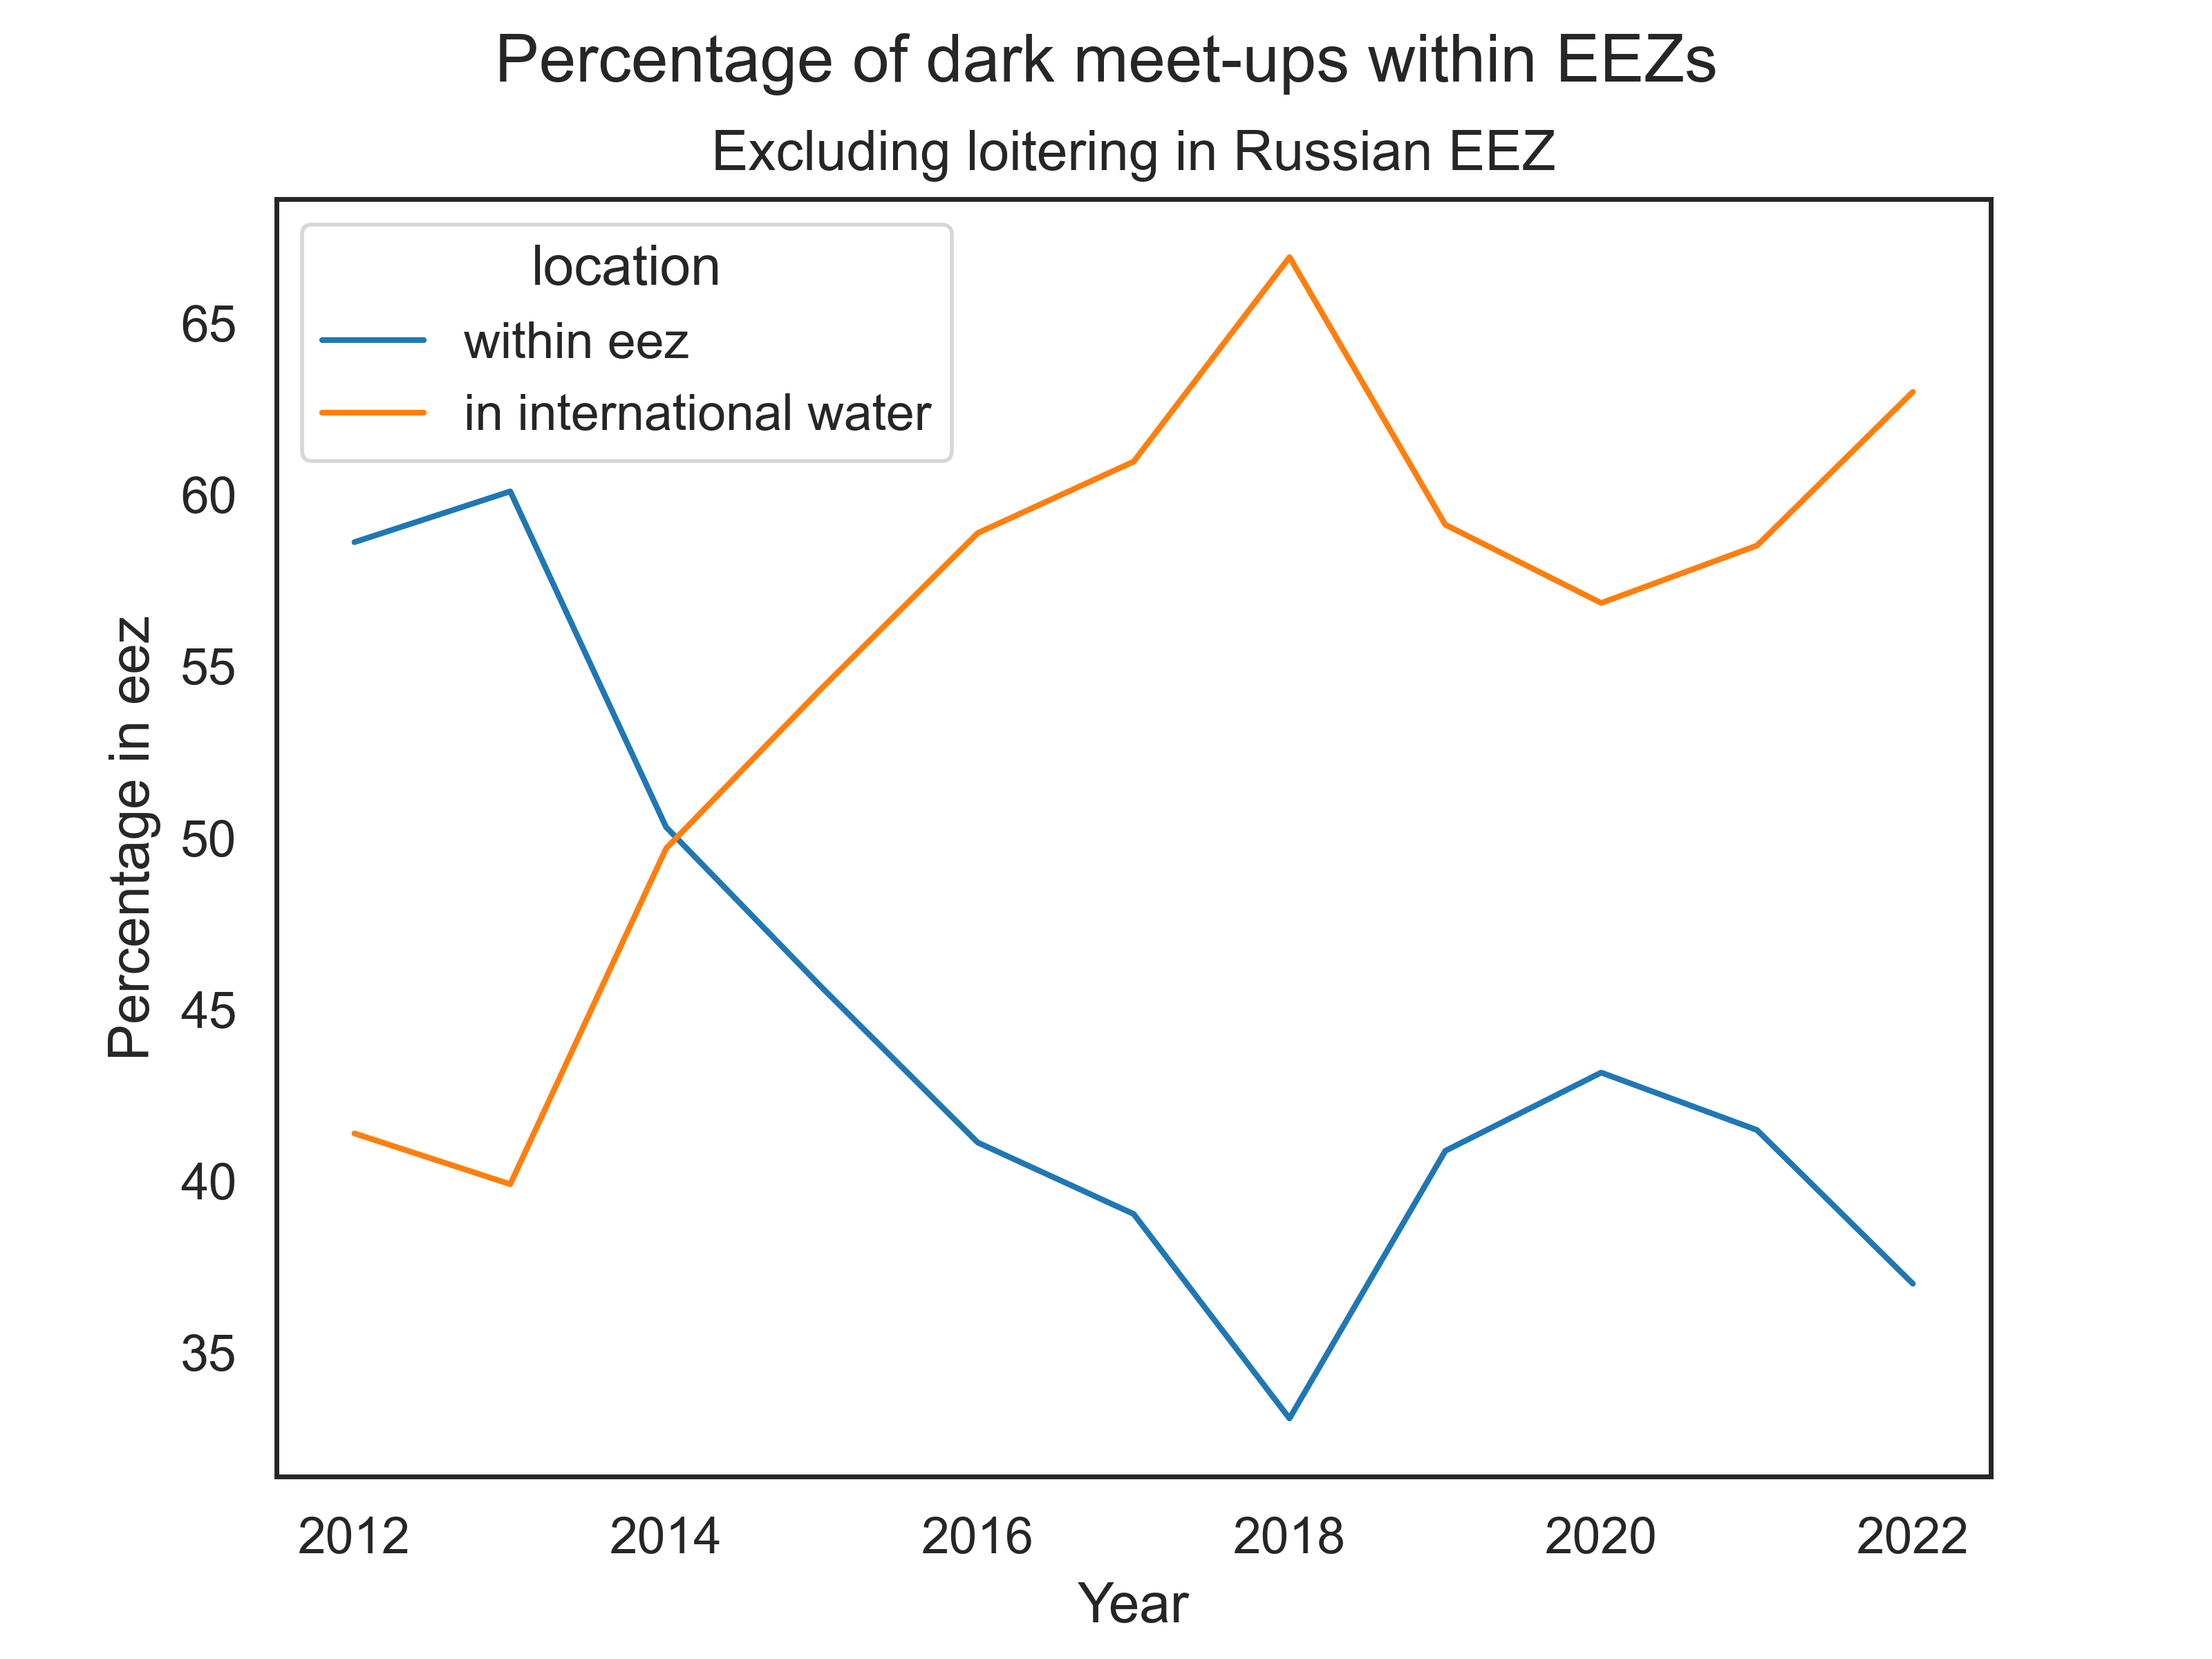 Percentage of dark meet-ups within EEZs
Excluding loitering in Russian EEZ
location
within eez
in international water
65
60
55
50
45
40
35
Percentage in eez
2012 2014 2016 2018 2020 2022
Year